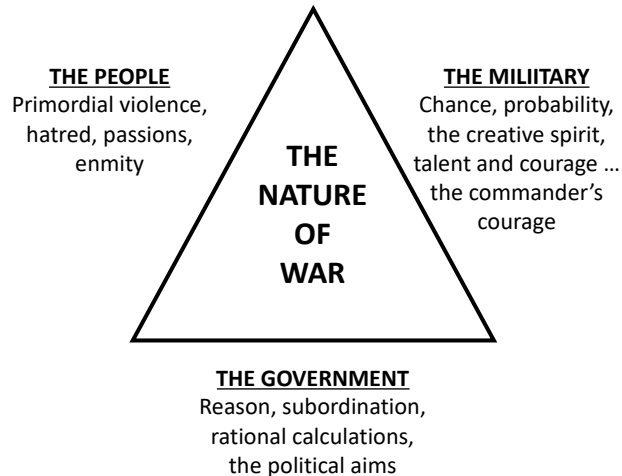 THE PEOPLE
Primordial violence,
hatred, passions,
enmity
THE MILIITARY
Chance, probability,
the creative spirit,
talent and courage ...
the commander's
courage
THE
NATURE
OF
WAR
THE GOVERNMENT
Reason, subordination,
rational calculations,
the political aims